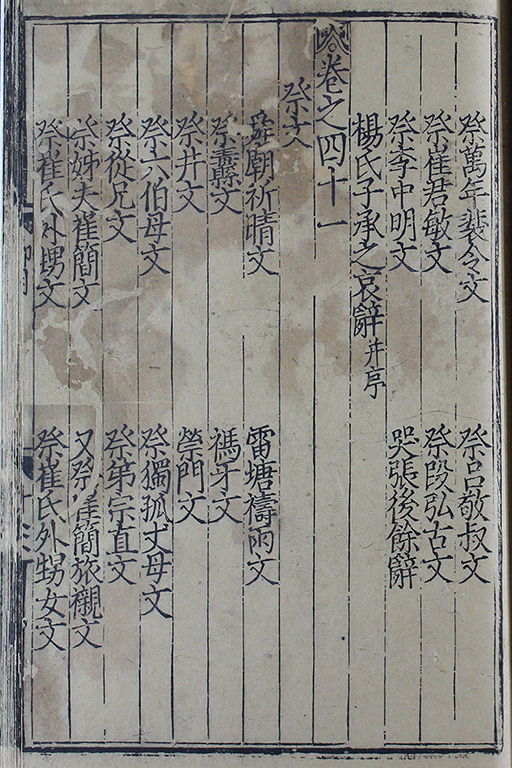 祭萬年裴令文 祭呂敬叔文
祭崔君敏文 祭段弘古文
祭李中明文 哭張後餘辭
楊氏子承之哀辭并序
卷之四十一
祭文
舜廟祈晴文 雷塘禱雨文
祭纛文 禡牙文
祭井文 禜門文
祭六伯母文 祭獨孤丈母文
祭從兄文 祭弟宗直文
祭姊夫崔簡文 又祭崔簡旅櫬文
祭崔氏外甥文 祭崔氏外甥女文